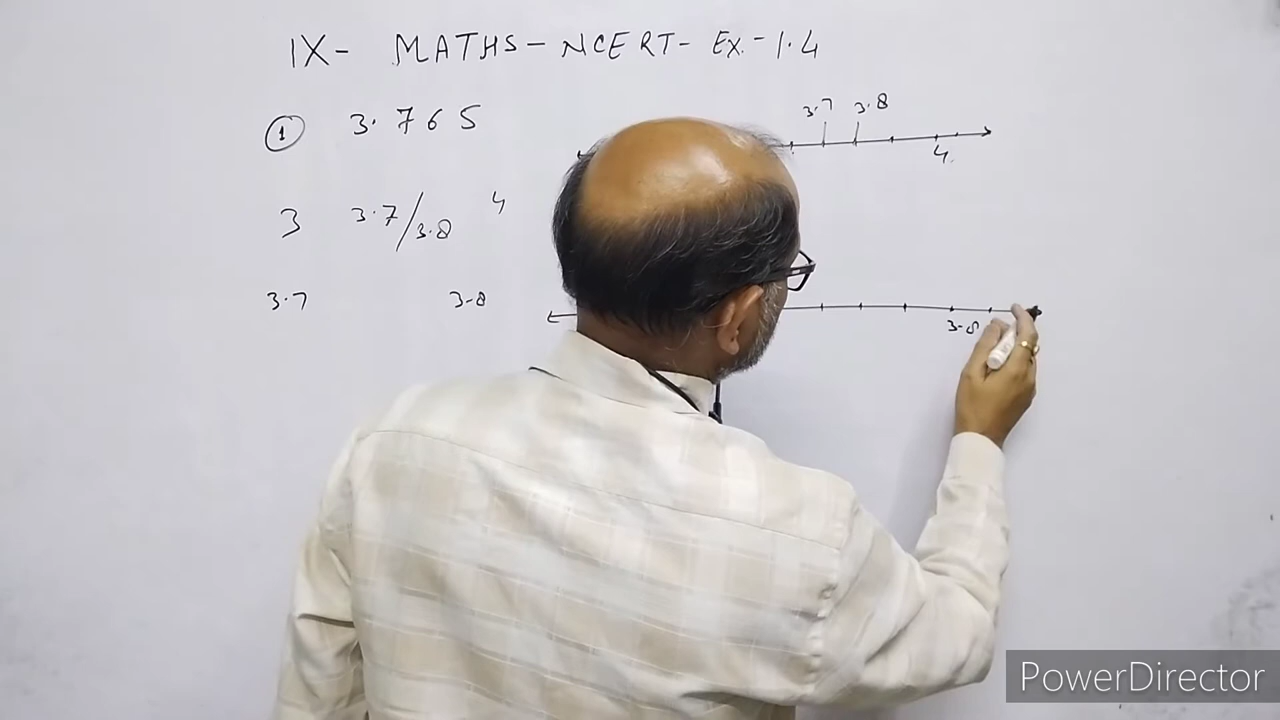 IX- MATHS- NCERT- Ex.-1.4
① 3.765
3.7 3.8
4
3 3.7/3.8 4
3.7 3-8
3-8
PowerDirector